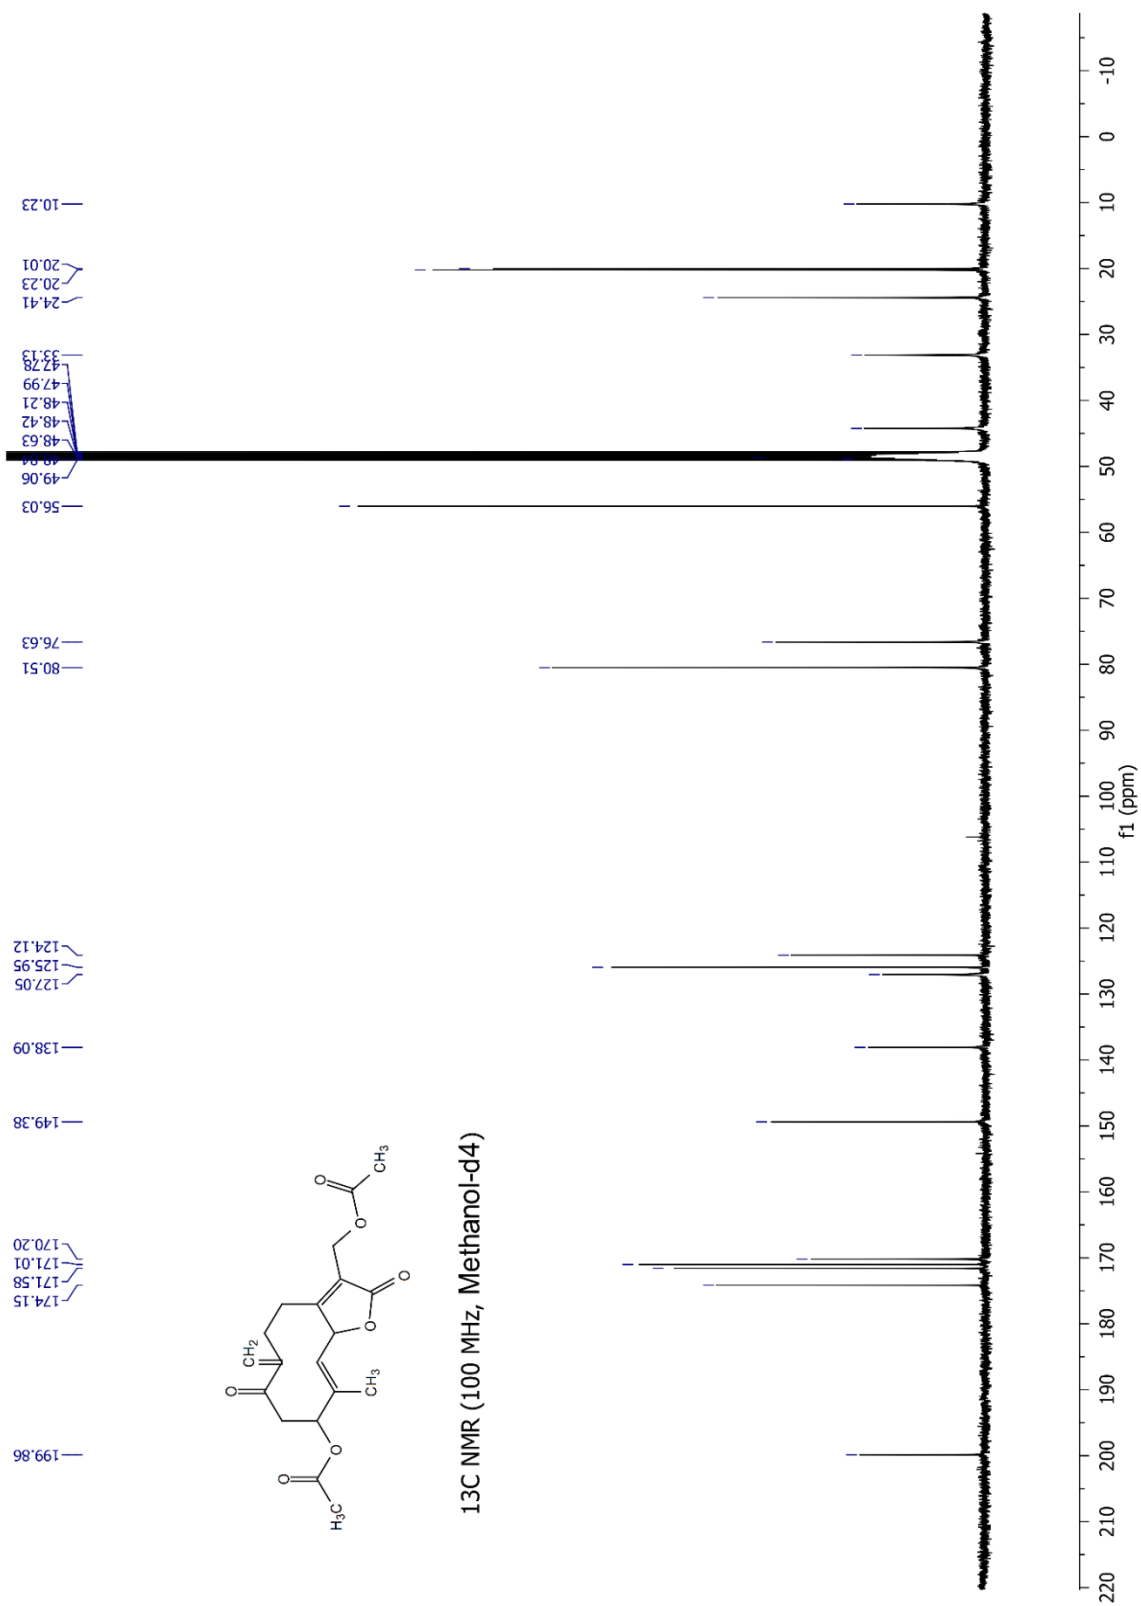 199.86
174.15
171.58
171.01
170.20
149.38
138.09
127.05
125.95
124.12
80.51
76.63
56.03
49.06
48.84
48.63
48.42
48.21
47.99
47.78
33.13
24.41
20.23
20.01
10.23
O
CH2
O
O
H3C
O
CH3
O
O
O
O
CH3
13C NMR (100 MHz, Methanol-d4)
220 210 200 190 180 170 160 150 140 130 120 110 100 90 80 70 60 50 40 30 20 10 0 -10
f1 (ppm)